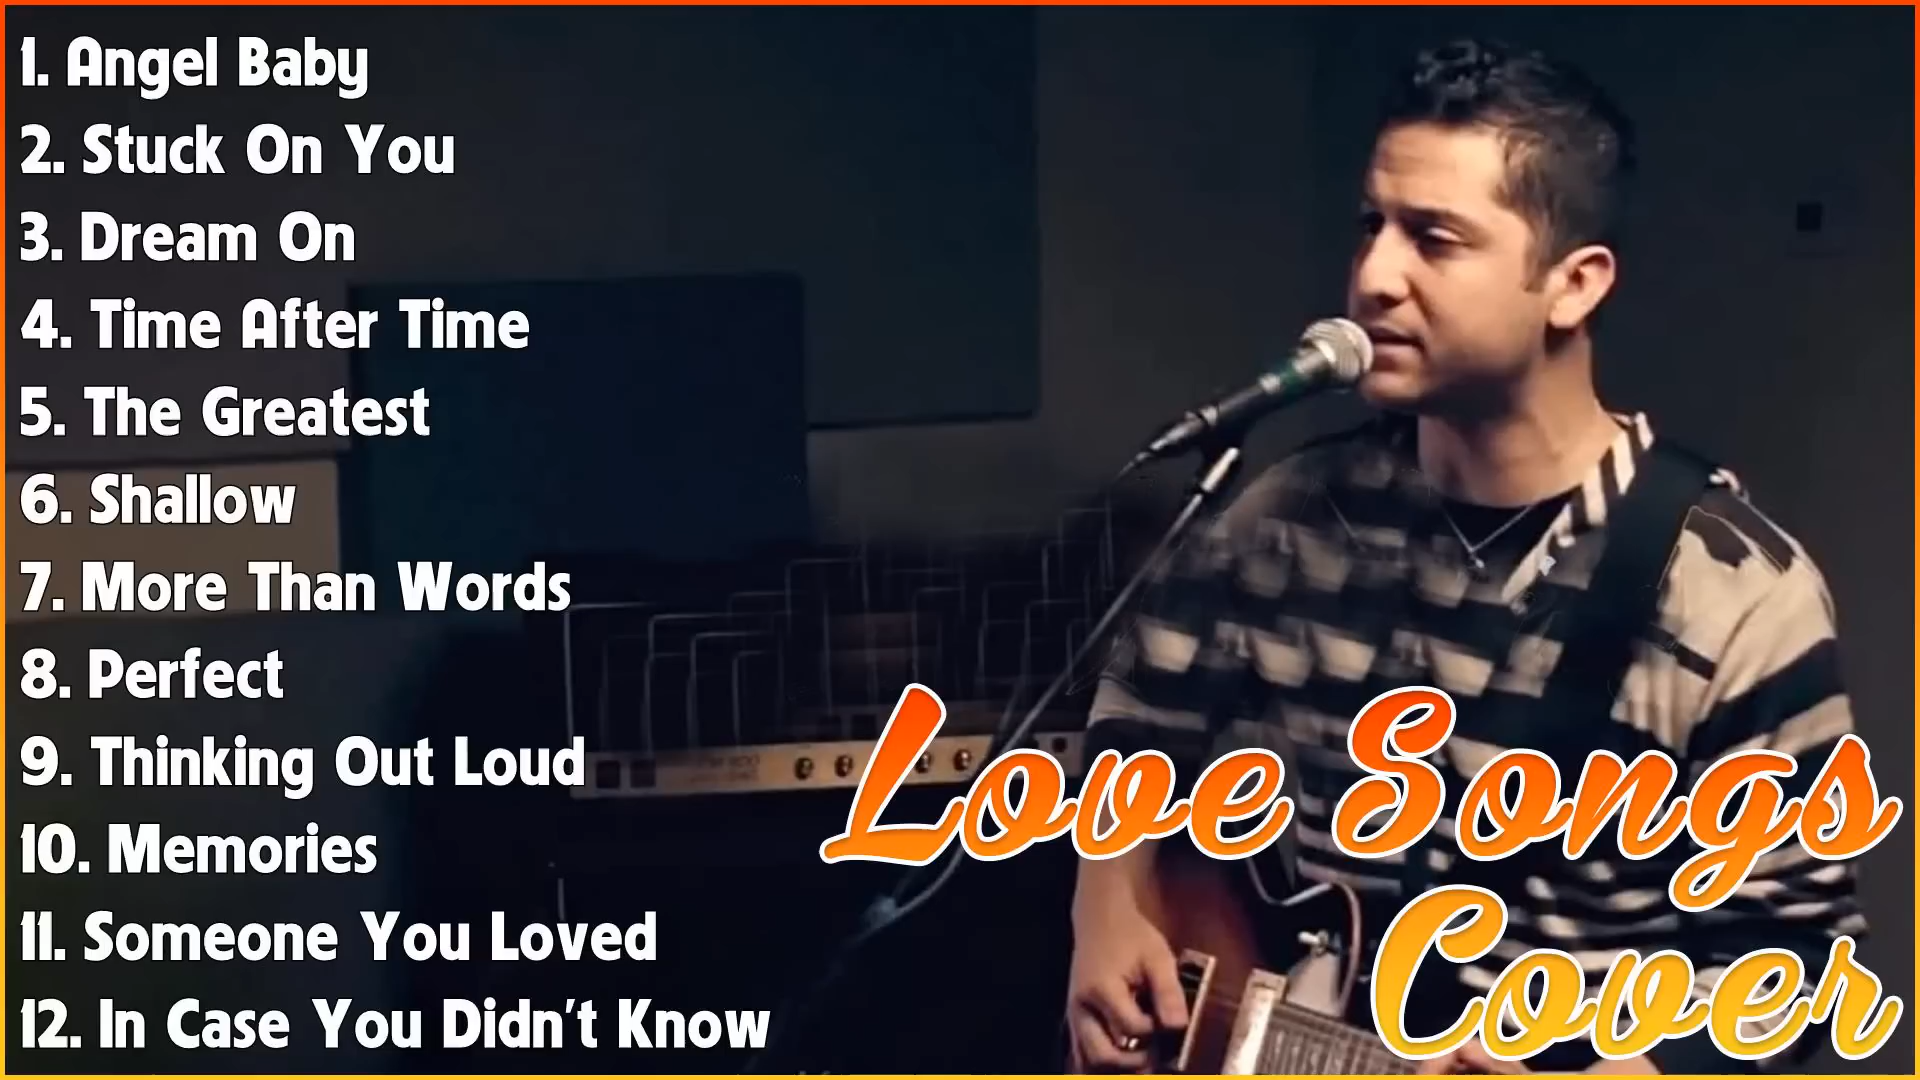 1. Angel Baby
2. Stuck On You
3. Dream On
4. Time After Time
5. The Greatest
6. Shallow
7. More Than Words
8. Perfect
9. Thinking Out Loud
10. Memories
11. Someone You Loved
12. In Case You Didn't Know
Love Songs
Cover